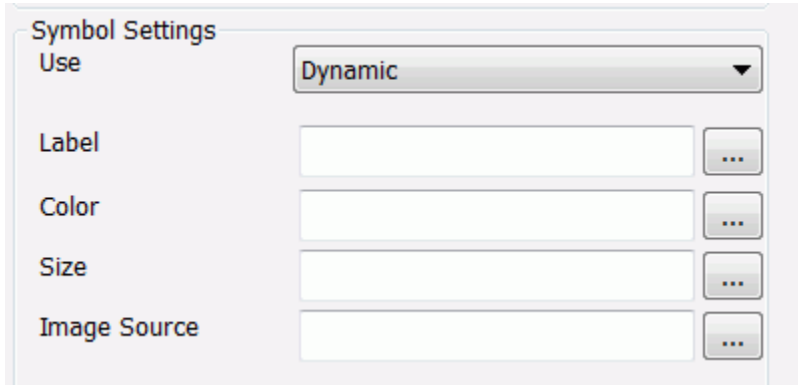 Symbol Settings
Use Dynamic
Label ...
Color ...
Size ...
Image Source ...